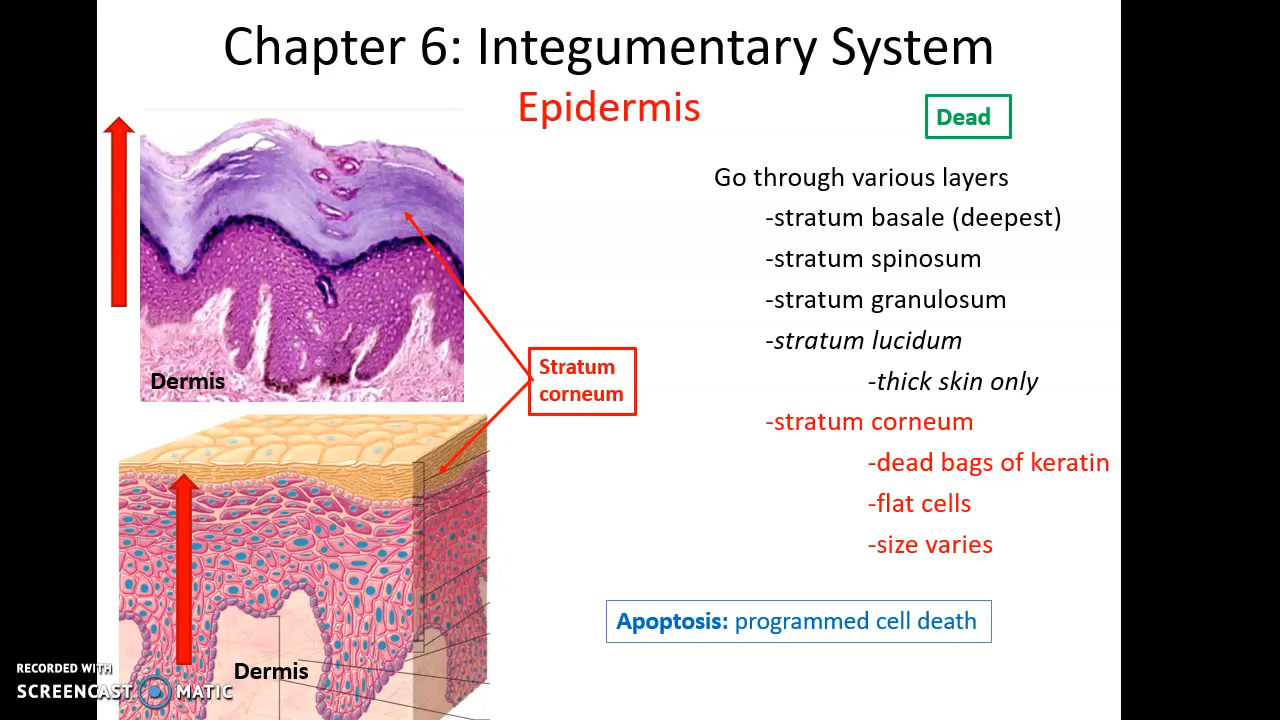 Chapter 6: Integumentary System
Epidermis
Dead
Go through various layers
-stratum basale (deepest)
-stratum spinosum
-stratum granulosum
-stratum lucidum
-thick skin only
-stratum corneum
-dead bags of keratin
-flat cells
-size varies
Dermis
Stratum
corneum
Apoptosis: programmed cell death
Dermis
RECORDED WITH
SCREENCAST MATIC